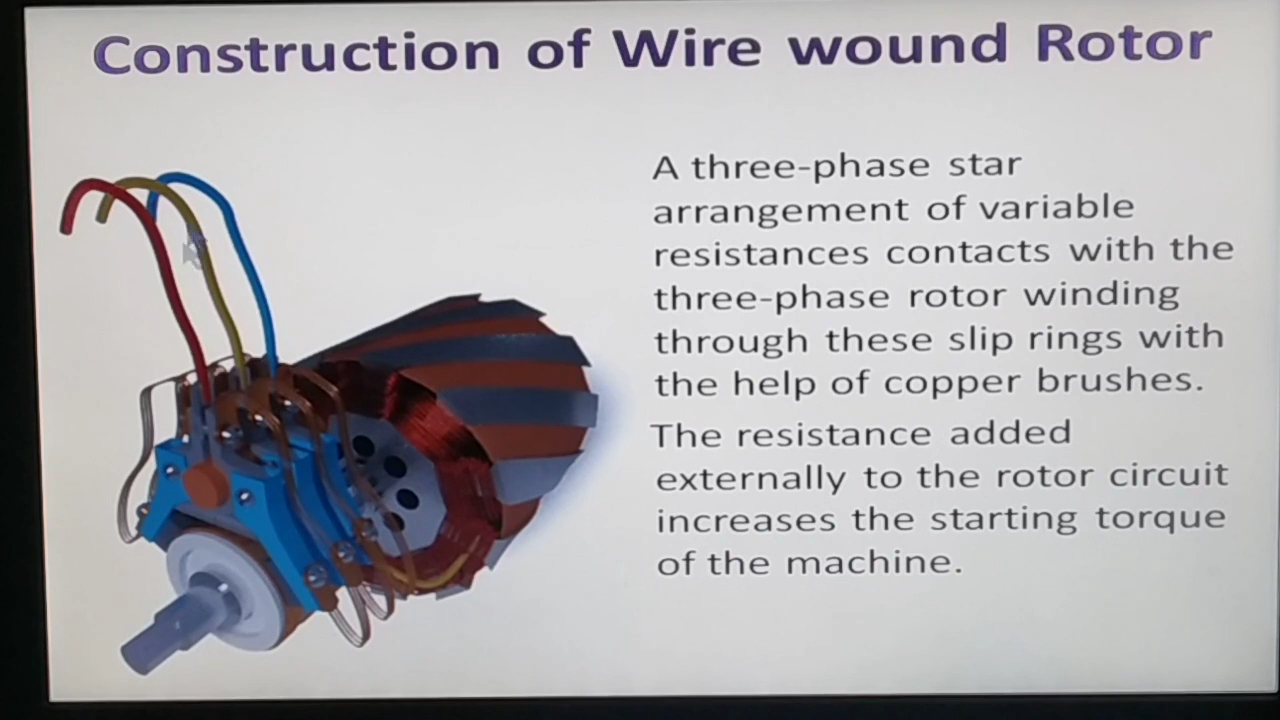 Construction of Wire wound Rotor
A three-phase star
arrangement of variable
resistances contacts with the
three-phase rotor winding
through these slip rings with
the help of copper brushes.
The resistance added
externally to the rotor circuit
increases the starting torque
of the machine.